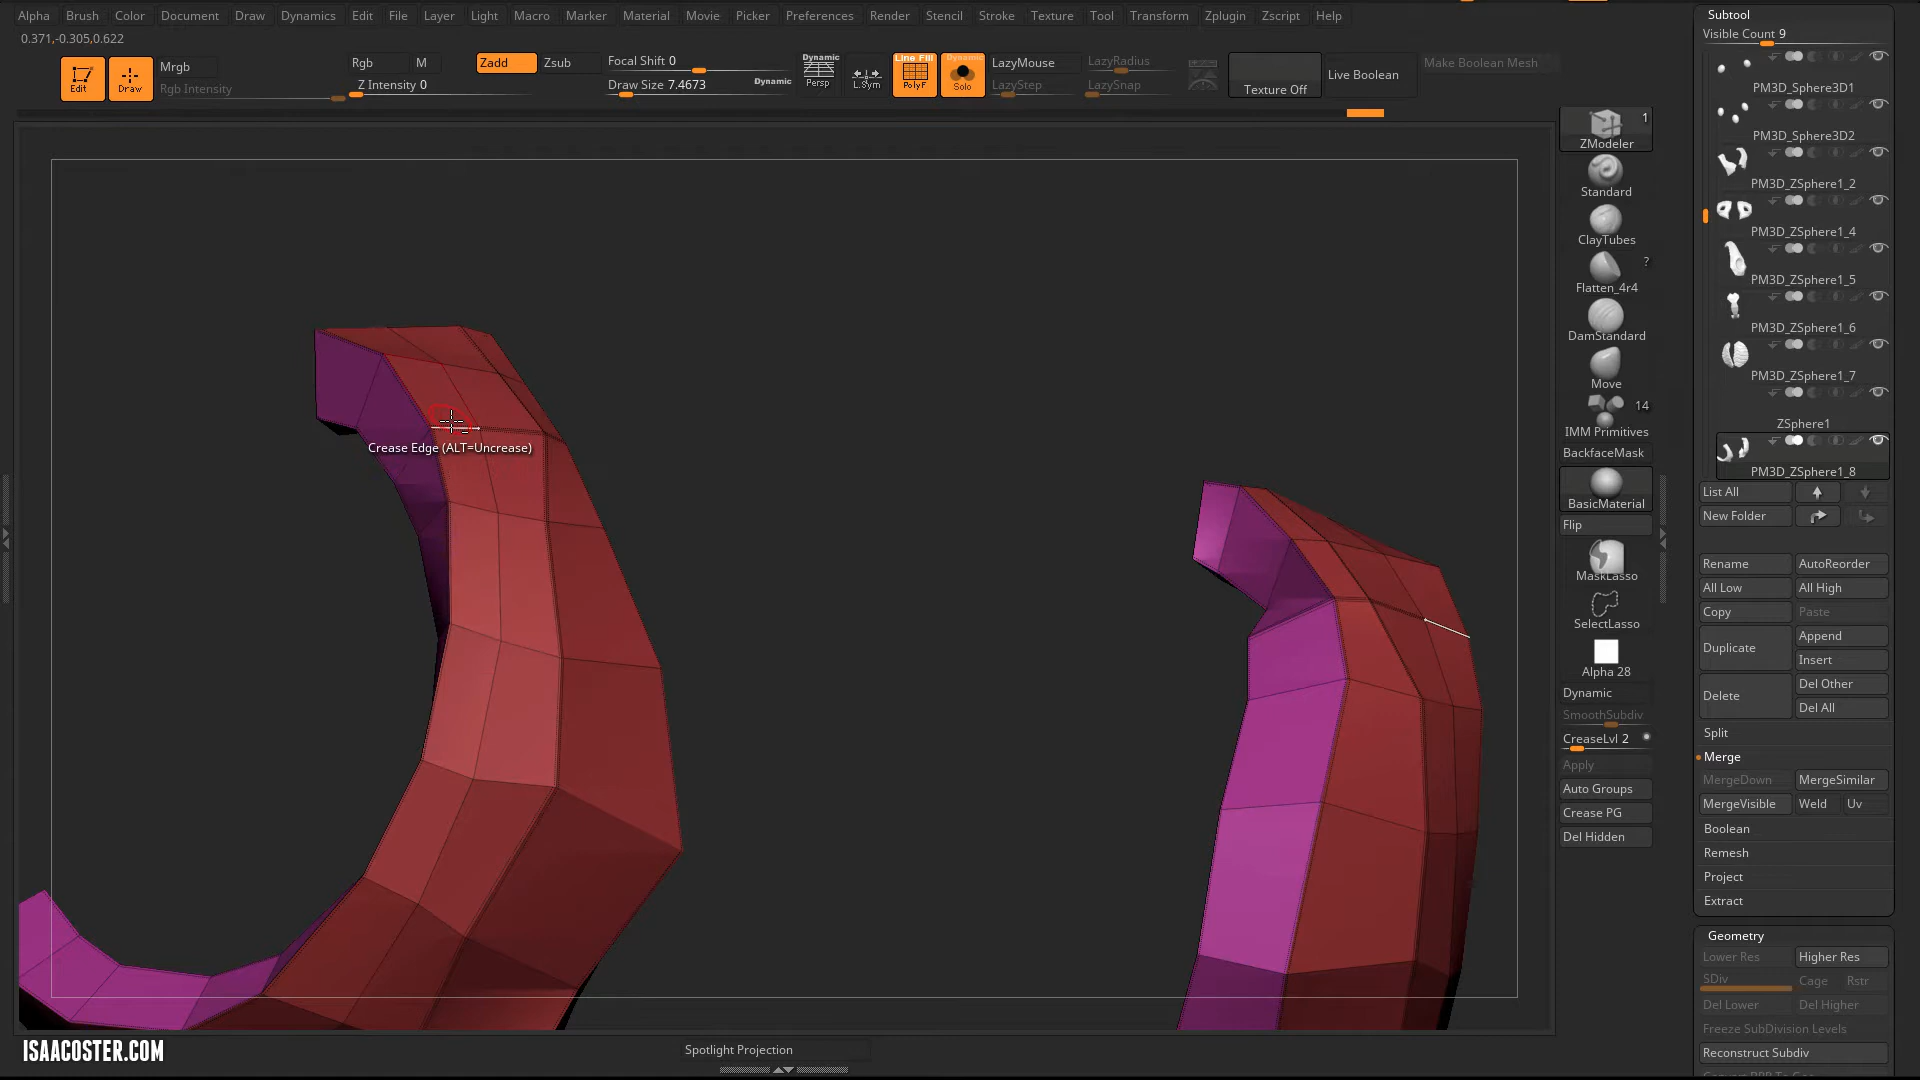 Alpha Brush Color Document Draw Dynamics Edit File Layer Light Macro Marker Material Movie Picker Preferences Render Stencil Stroke Texture Tool Transform Zplugin Zscript Help
0.371,-0.305,0.622
Edit
Draw
Mrgb
Rgb Intensity
Rgb M
Z Intensity 0
Zadd Zsub
Focal Shift 0
Draw Size 7.4673 Dynamic
Dynamic
Persp
L.Sym
Line Fill
PolyF
Dynamic
Solo
LazyMouse LazyRadius
LazyStep LazySnap
Texture Off
Live Boolean
Make Boolean Mesh
Crease Edge (ALT=Uncrease)
1
ZModeler
Standard
ClayTubes
?
Flatten_4r4
DamStandard
Move
14
IMM Primitives
BackfaceMask
BasicMaterial
Flip
MaskLasso
SelectLasso
Alpha 28
Dynamic
SmoothSubdiv
CreaseLvl 2
Apply
Auto Groups
Crease PG
Del Hidden
Subtool
Visible Count 9
PM3D_Sphere3D1
PM3D_Sphere3D2
PM3D_ZSphere1_2
PM3D_ZSphere1_4
PM3D_ZSphere1_5
PM3D_ZSphere1_6
PM3D_ZSphere1_7
ZSphere1
PM3D_ZSphere1_8
List All
New Folder
Rename AutoReorder
All Low All High
Copy Paste
Duplicate Append
Insert
Delete Del Other
Del All
Split
Merge
MergeDown MergeSimilar
MergeVisible Weld Uv
Boolean
Remesh
Project
Extract
Geometry
Lower Res Higher Res
SDiv Cage Rstr
Del Lower Del Higher
Freeze SubDivision Levels
Reconstruct Subdiv
ISAACOSTER.COM
Spotlight Projection